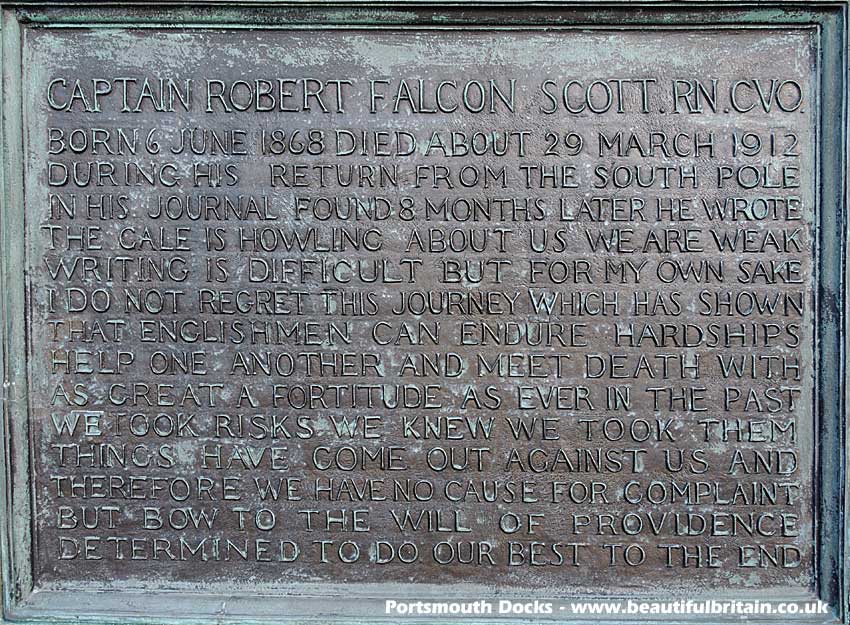 CAPTAIN ROBERT FALCON SCOTT. RN. CVO.
BORN 6 JUNE 1868 DIED ABOUT 29 MARCH 1912
DURING HIS RETURN FROM THE SOUTH POLE
IN HIS JOURNAL FOUND 8 MONTHS LATER HE WROTE
THE GALE IS HOWLING ABOUT US WE ARE WEAK
WRITING IS DIFFICULT BUT FOR MY OWN SAKE
I DO NOT REGRET THIS JOURNEY WHICH HAS SHOWN
THAT ENGLISHMEN CAN ENDURE HARDSHIPS
HELP ONE ANOTHER AND MEET DEATH WITH
AS GREAT A FORTITUDE AS EVER IN THE PAST
WE TOOK RISKS WE KNEW WE TOOK THEM
THINGS HAVE COME OUT AGAINST US AND
THEREFORE WE HAVE NO CAUSE FOR COMPLAINT
BUT BOW TO THE WILL OF PROVIDENCE
DETERMINED TO DO OUR BEST TO THE END
Portsmouth Docks - www.beautifulbritain.co.uk